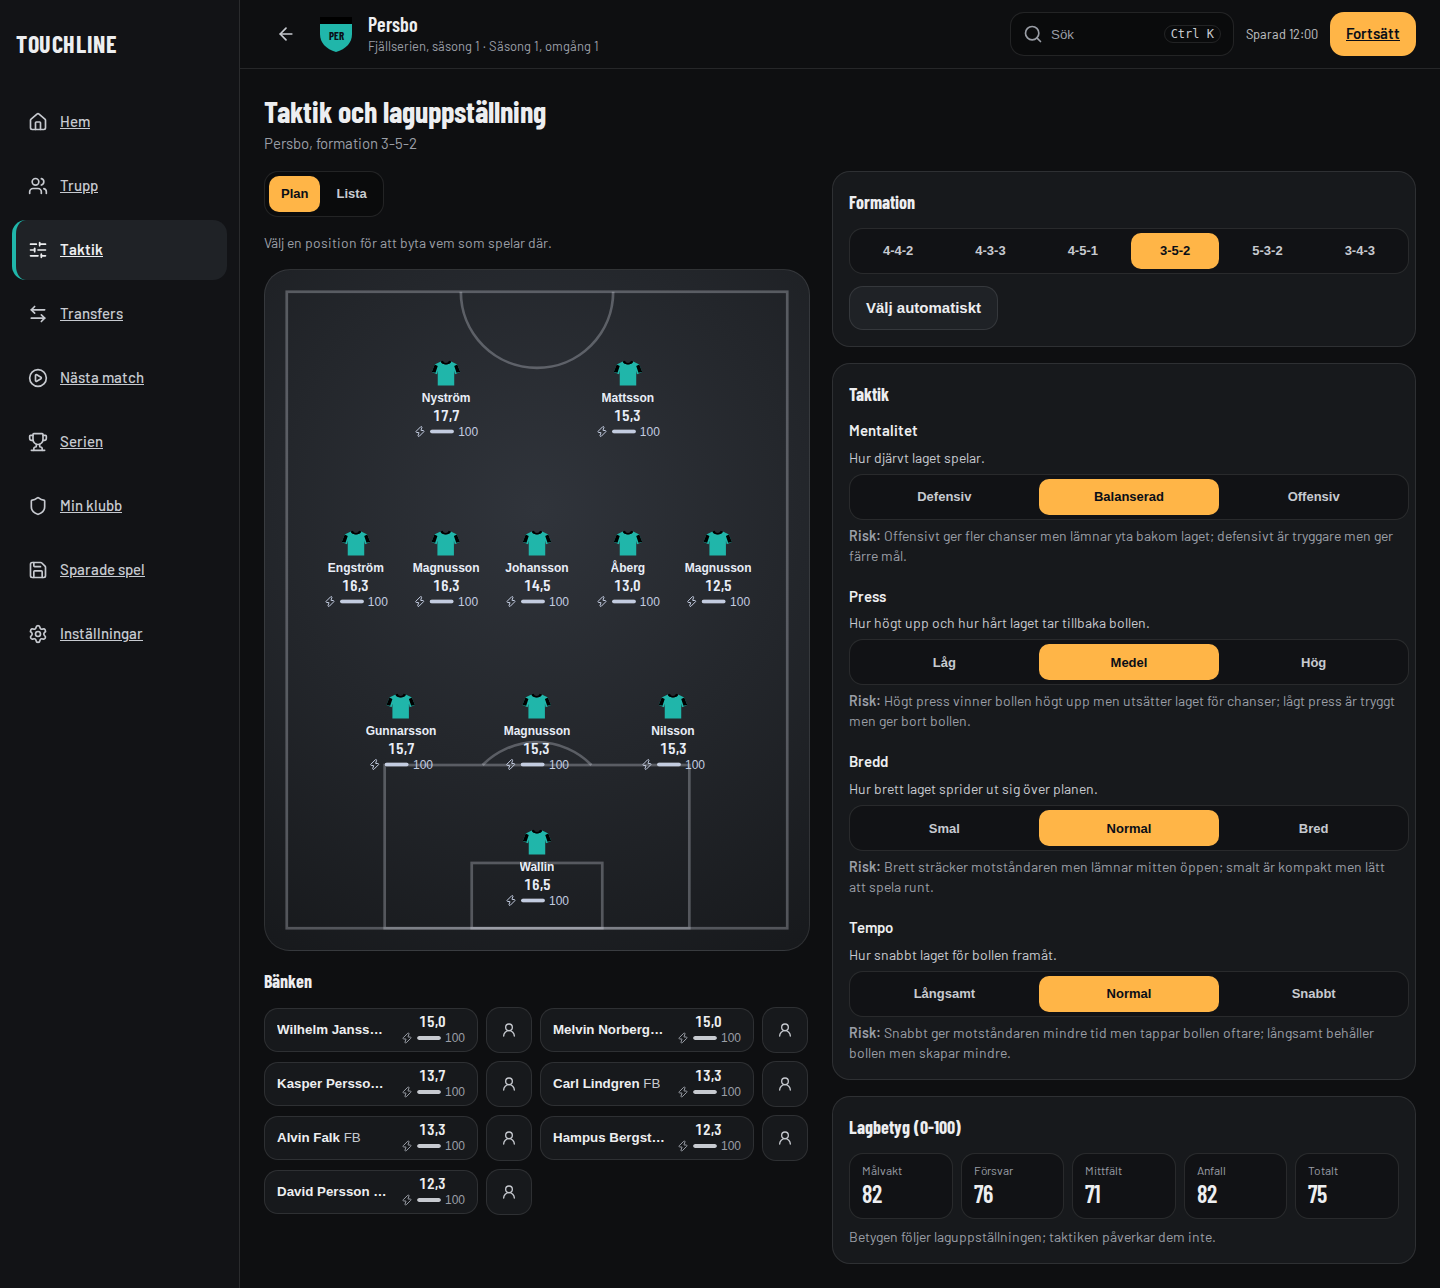 TOUCHLINE
Hem
Trupp
Taktik
Transfers
Nästa match
Serien
Min klubb
Sparade spel
Inställningar
PER
Persbo
Fjällserien, säsong 1 · Säsong 1, omgång 1
Sök
Ctrl K
Sparad 12:00
Fortsätt
Taktik och laguppställning
Persbo, formation 3-5-2
Plan
Lista
Välj en position för att byta vem som spelar där.
Nyström
17,7
100
Mattsson
15,3
100
Engström
16,3
100
Magnusson
16,3
100
Johansson
14,5
100
Åberg
13,0
100
Magnusson
12,5
100
Gunnarsson
15,7
100
Magnusson
15,3
100
Nilsson
15,3
100
Wallin
16,5
100
Bänken
Wilhelm Janss…
15,0
100
Melvin Norberg…
15,0
100
Kasper Persso…
13,7
100
Carl Lindgren FB
13,3
100
Alvin Falk FB
13,3
100
Hampus Bergst…
12,3
100
David Persson …
12,3
100
Formation
4-4-2
4-3-3
4-5-1
3-5-2
5-3-2
3-4-3
Välj automatiskt
Taktik
Mentalitet
Hur djärvt laget spelar.
Defensiv
Balanserad
Offensiv
Risk: Offensivt ger fler chanser men lämnar yta bakom laget; defensivt är tryggare men ger
färre mål.
Press
Hur högt upp och hur hårt laget tar tillbaka bollen.
Låg
Medel
Hög
Risk: Högt press vinner bollen högt upp men utsätter laget för chanser; lågt press är tryggt
men ger bort bollen.
Bredd
Hur brett laget sprider ut sig över planen.
Smal
Normal
Bred
Risk: Brett sträcker motståndaren men lämnar mitten öppen; smalt är kompakt men lätt
att spela runt.
Tempo
Hur snabbt laget för bollen framåt.
Långsamt
Normal
Snabbt
Risk: Snabbt ger motståndaren mindre tid men tappar bollen oftare; långsamt behåller
bollen men skapar mindre.
Lagbetyg (0-100)
Målvakt
82
Försvar
76
Mittfält
71
Anfall
82
Totalt
75
Betygen följer laguppställningen; taktiken påverkar dem inte.